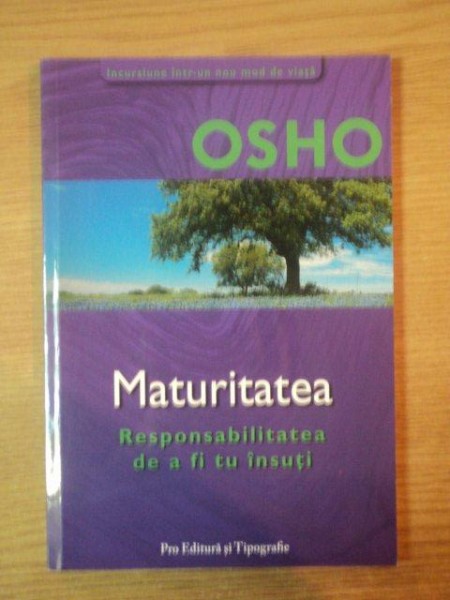 Incursiune într-un nou mod de viață
OSHO
Maturitatea
Responsabilitatea
de a fi tu însuți
Pro Editură și Tipografie